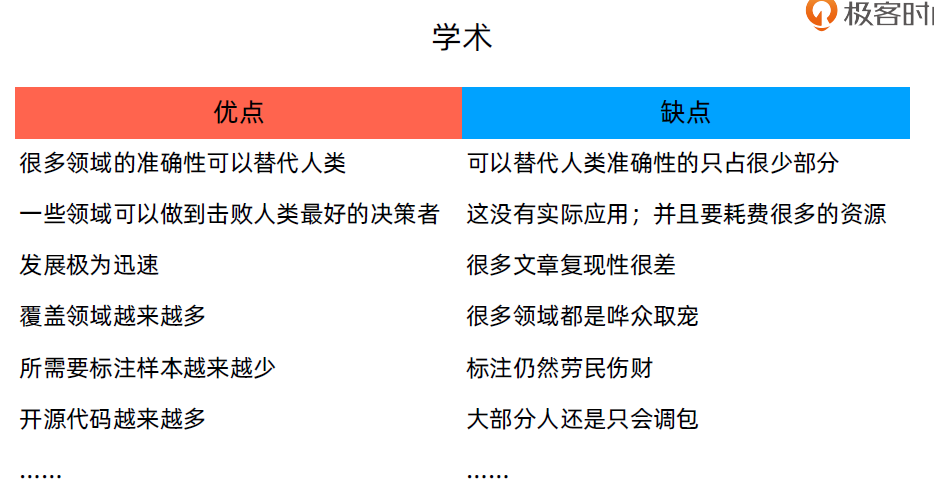 极客时
学术
优点 缺点
很多领域的准确性可以替代人类 可以替代人类准确性的只占很少部分
一些领域可以做到击败人类最好的决策者 这没有实际应用；并且要耗费很多的资源
发展极为迅速 很多文章复现性很差
覆盖领域越来越多 很多领域都是哗众取宠
所需要标注样本越来越少 标注仍然劳民伤财
开源代码越来越多 大部分人还是只会调包
…… ……